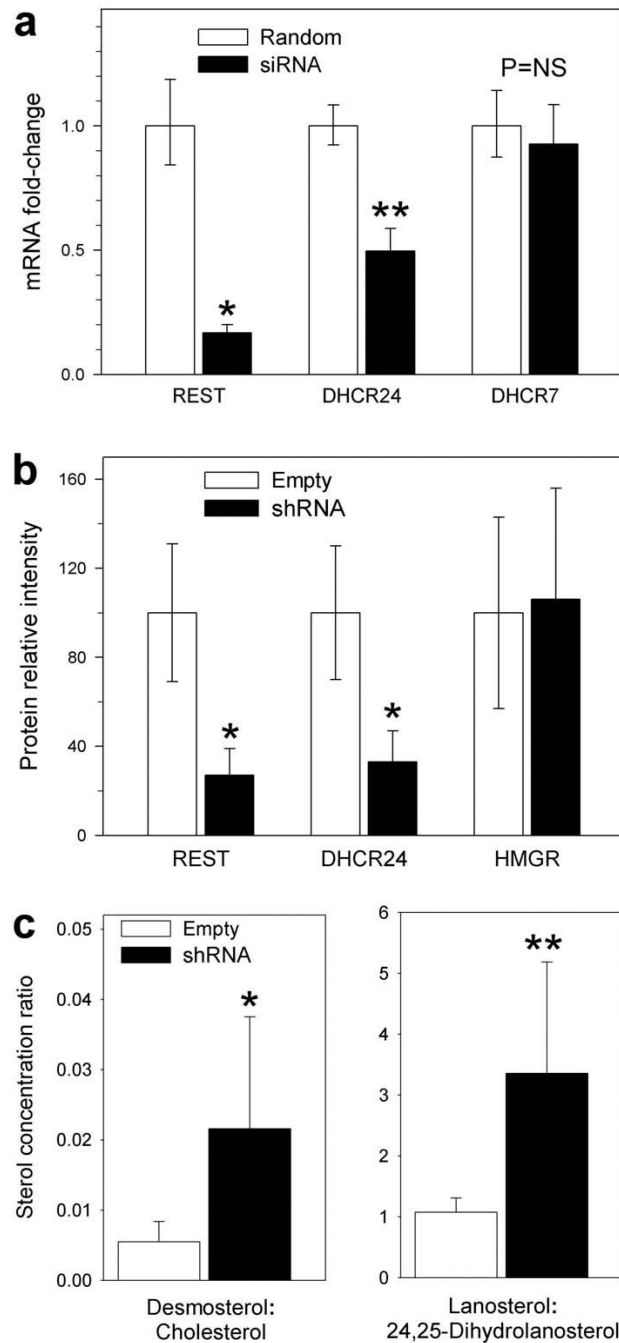 a
Random
siRNA
P=NS
mRNA fold-change
1.0
0.5
0.0
*
**
REST DHCR24 DHCR7
b
Empty
shRNA
Protein relative intensity
160
120
80
40
0
*
*
REST DHCR24 HMGR
c
Empty
shRNA
Sterol concentration ratio
0.05
0.04
0.03
0.02
0.01
0.00
*
Desmosterol:
Cholesterol
6
5
4
3
2
1
0
**
Lanosterol:
24,25-Dihydrolanosterol